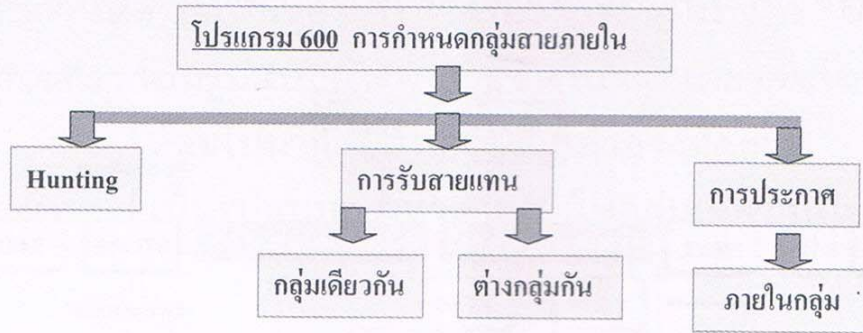 โปรแกรม 600 การกำหนดกลุ่มสายภายใน
Hunting
การรับสายแทน
การประกาศ
กลุ่มเดียวกัน
ต่างกลุ่มกัน
ภายในกลุ่ม